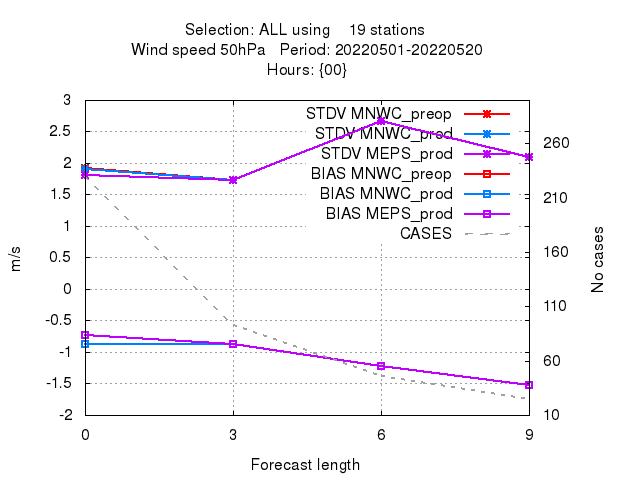 Selection: ALL using    19 stations
Wind speed 50hPa   Period: 20220501-20220520
Hours: {00}
3
2.5
2
1.5
1
0.5
0
-0.5
-1
-1.5
-2
m/s
STDV MNWC_preop
STDV MNWC_prod
STDV MEPS_prod
BIAS MNWC_preop
BIAS MNWC_prod
BIAS MEPS_prod
CASES
260
210
160
110
60
10
No cases
0 3 6 9
Forecast length